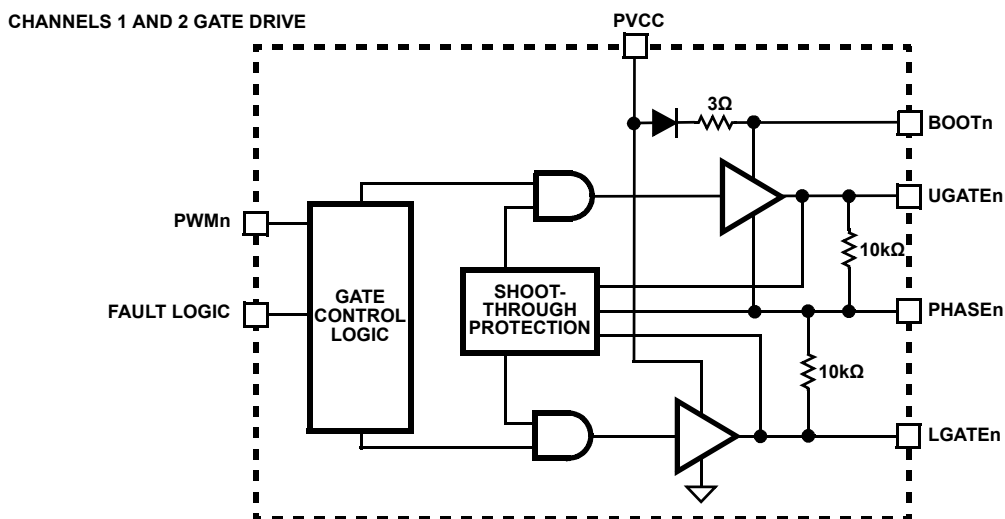 CHANNELS 1 AND 2 GATE DRIVE
PVCC
3Ω
BOOTn
UGATEn
PWMn
10kΩ
FAULT LOGIC
GATE
CONTROL
LOGIC
SHOOT-
THROUGH
PROTECTION
PHASEn
10kΩ
LGATEn